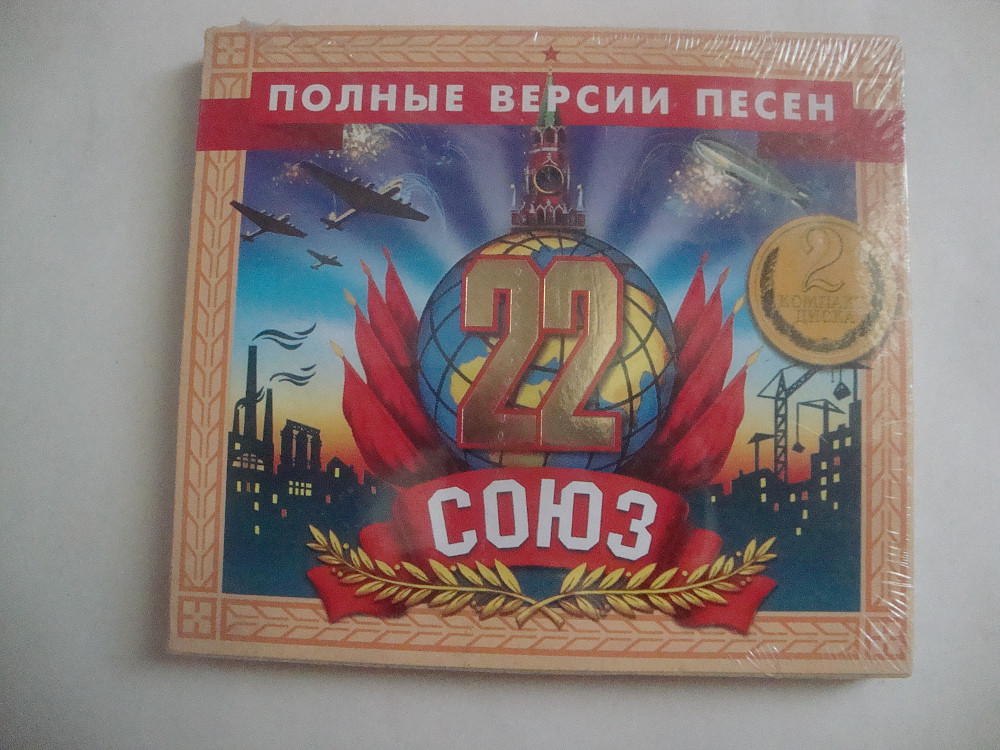 ПОЛНЫЕ ВЕРСИИ ПЕСЕН
22
2
КОМПАКТ
ДИСКА
СОЮЗ